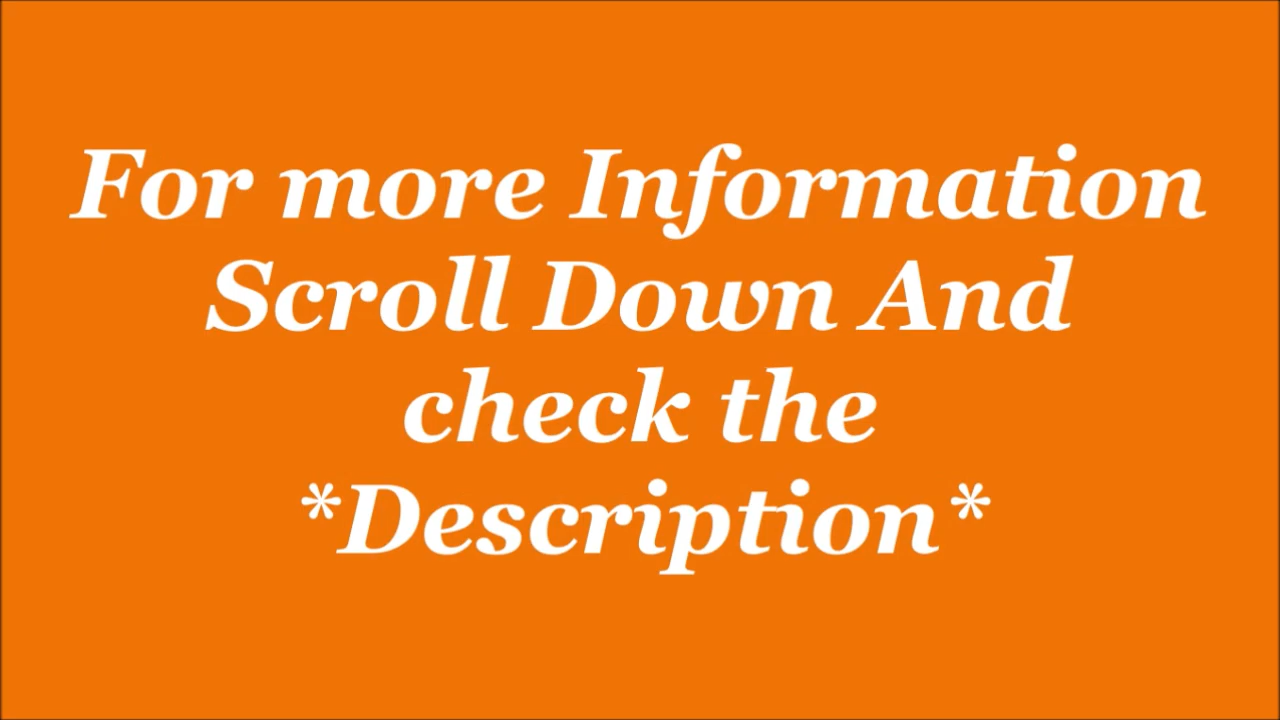 For more Information
Scroll Down And
check the
*Description*